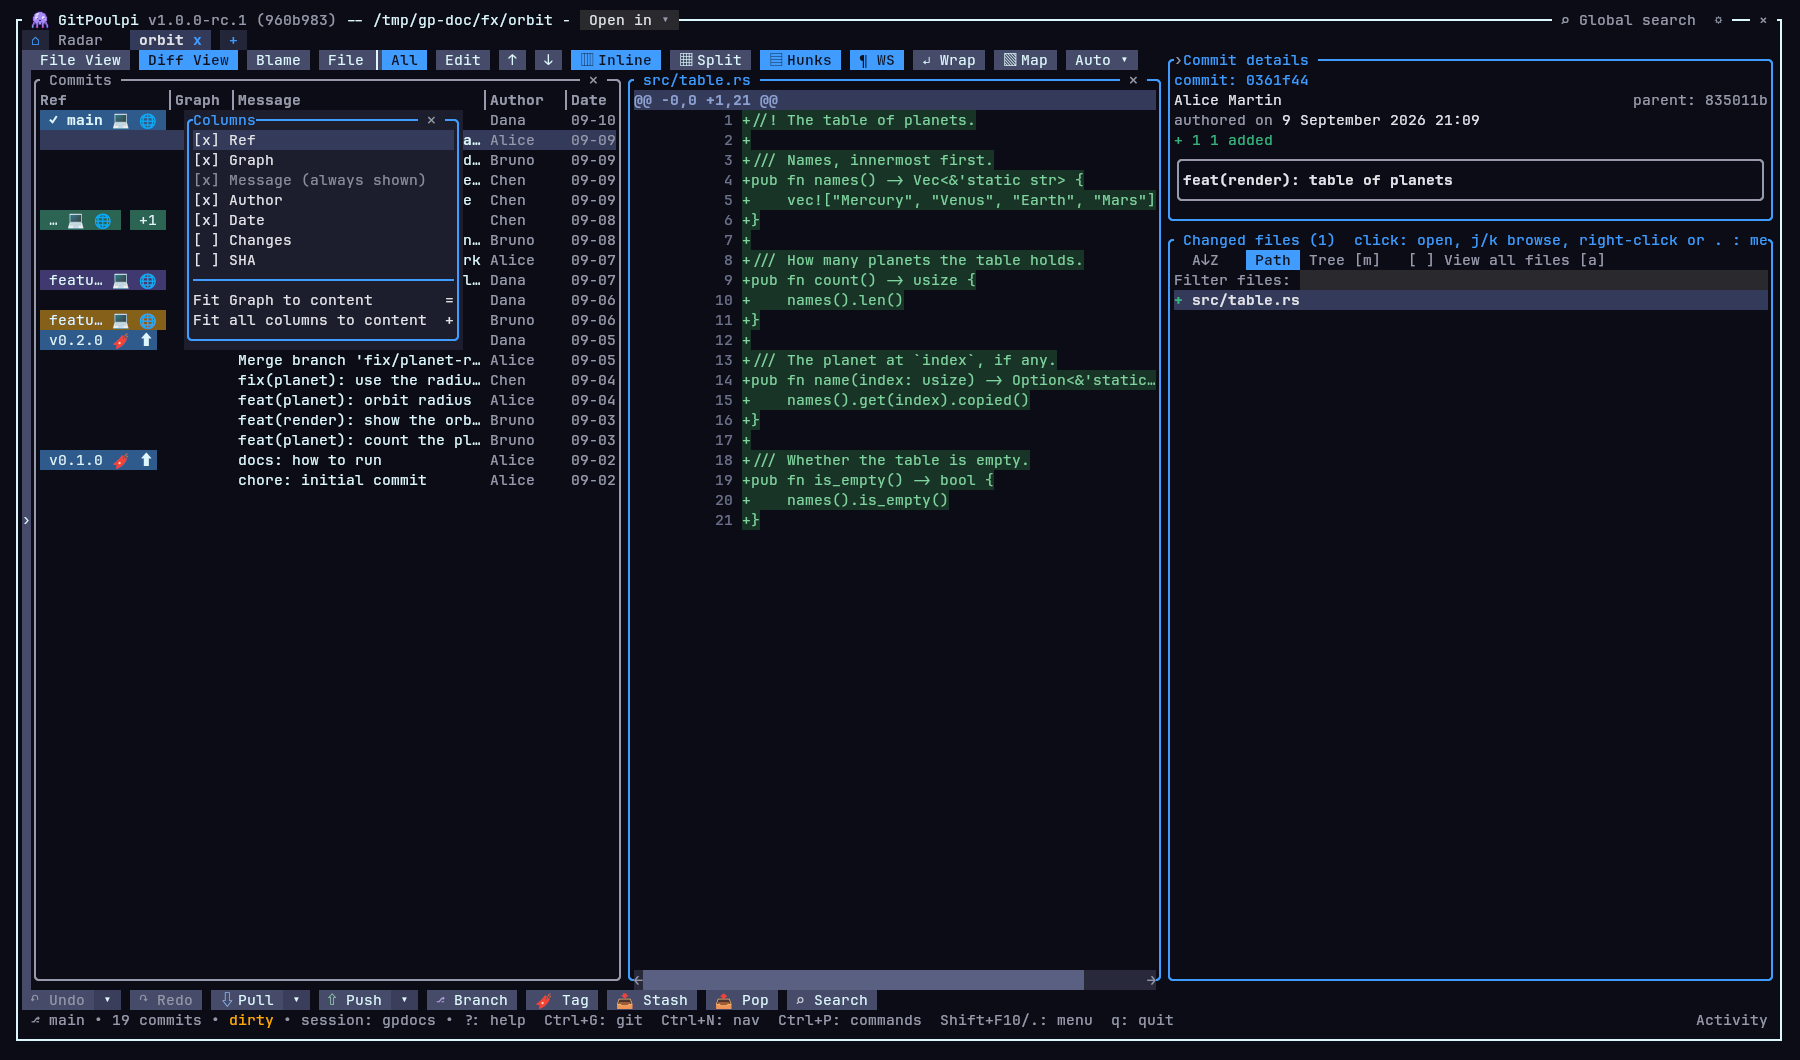 GitPoulpi v1.0.0-rc.1 (960b983) —— /tmp/gp-doc/fx/orbit - Open in ▾ ⌕ Global search ⚙ ×
⌂ Radar orbit x +
File View Diff View Blame File All Edit ↑ ↓ Inline Split Hunks ¶ WS ↵ Wrap Map Auto ▾
Commits ×
Ref Graph Message Author Date
✓ main Dana 09-10
a… Alice 09-09
d… Bruno 09-09
e… Chen 09-09
e Chen 09-09
… +1 Chen 09-08
n… Bruno 09-08
rk Alice 09-07
featu… l… Dana 09-07
Dana 09-06
featu… Bruno 09-06
v0.2.0 Dana 09-05
Merge branch 'fix/planet-r… Alice 09-05
fix(planet): use the radiu… Chen 09-04
feat(planet): orbit radius Alice 09-04
feat(render): show the orb… Bruno 09-03
feat(planet): count the pl… Bruno 09-03
v0.1.0 docs: how to run Alice 09-02
chore: initial commit Alice 09-02
Columns ×
[x] Ref
[x] Graph
[x] Message (always shown)
[x] Author
[x] Date
[ ] Changes
[ ] SHA
Fit Graph to content =
Fit all columns to content +
›
src/table.rs ×
@@ -0,0 +1,21 @@
1 +//! The table of planets.
2 +
3 +/// Names, innermost first.
4 +pub fn names() -> Vec<&'static str> {
5 +    vec!["Mercury", "Venus", "Earth", "Mars"]
6 +}
7 +
8 +/// How many planets the table holds.
9 +pub fn count() -> usize {
10 +    names().len()
11 +}
12 +
13 +/// The planet at `index`, if any.
14 +pub fn name(index: usize) -> Option<&'static…
15 +    names().get(index).copied()
16 +}
17 +
18 +/// Whether the table is empty.
19 +pub fn is_empty() -> bool {
20 +    names().is_empty()
21 +}
›Commit details
commit: 0361f44
Alice Martin parent: 835011b
authored on 9 September 2026 21:09
+ 1 1 added
feat(render): table of planets
Changed files (1) click: open, j/k browse, right-click or . : me
A↓Z Path Tree [m] [ ] View all files [a]
Filter files:
+ src/table.rs
↶ Undo ▾ ↷ Redo ⇩ Pull ▾ ⇧ Push ▾ Branch Tag Stash Pop ⌕ Search
main • 19 commits • dirty • session: gpdocs • ?: help Ctrl+G: git Ctrl+N: nav Ctrl+P: commands Shift+F10/.: menu q: quit Activity